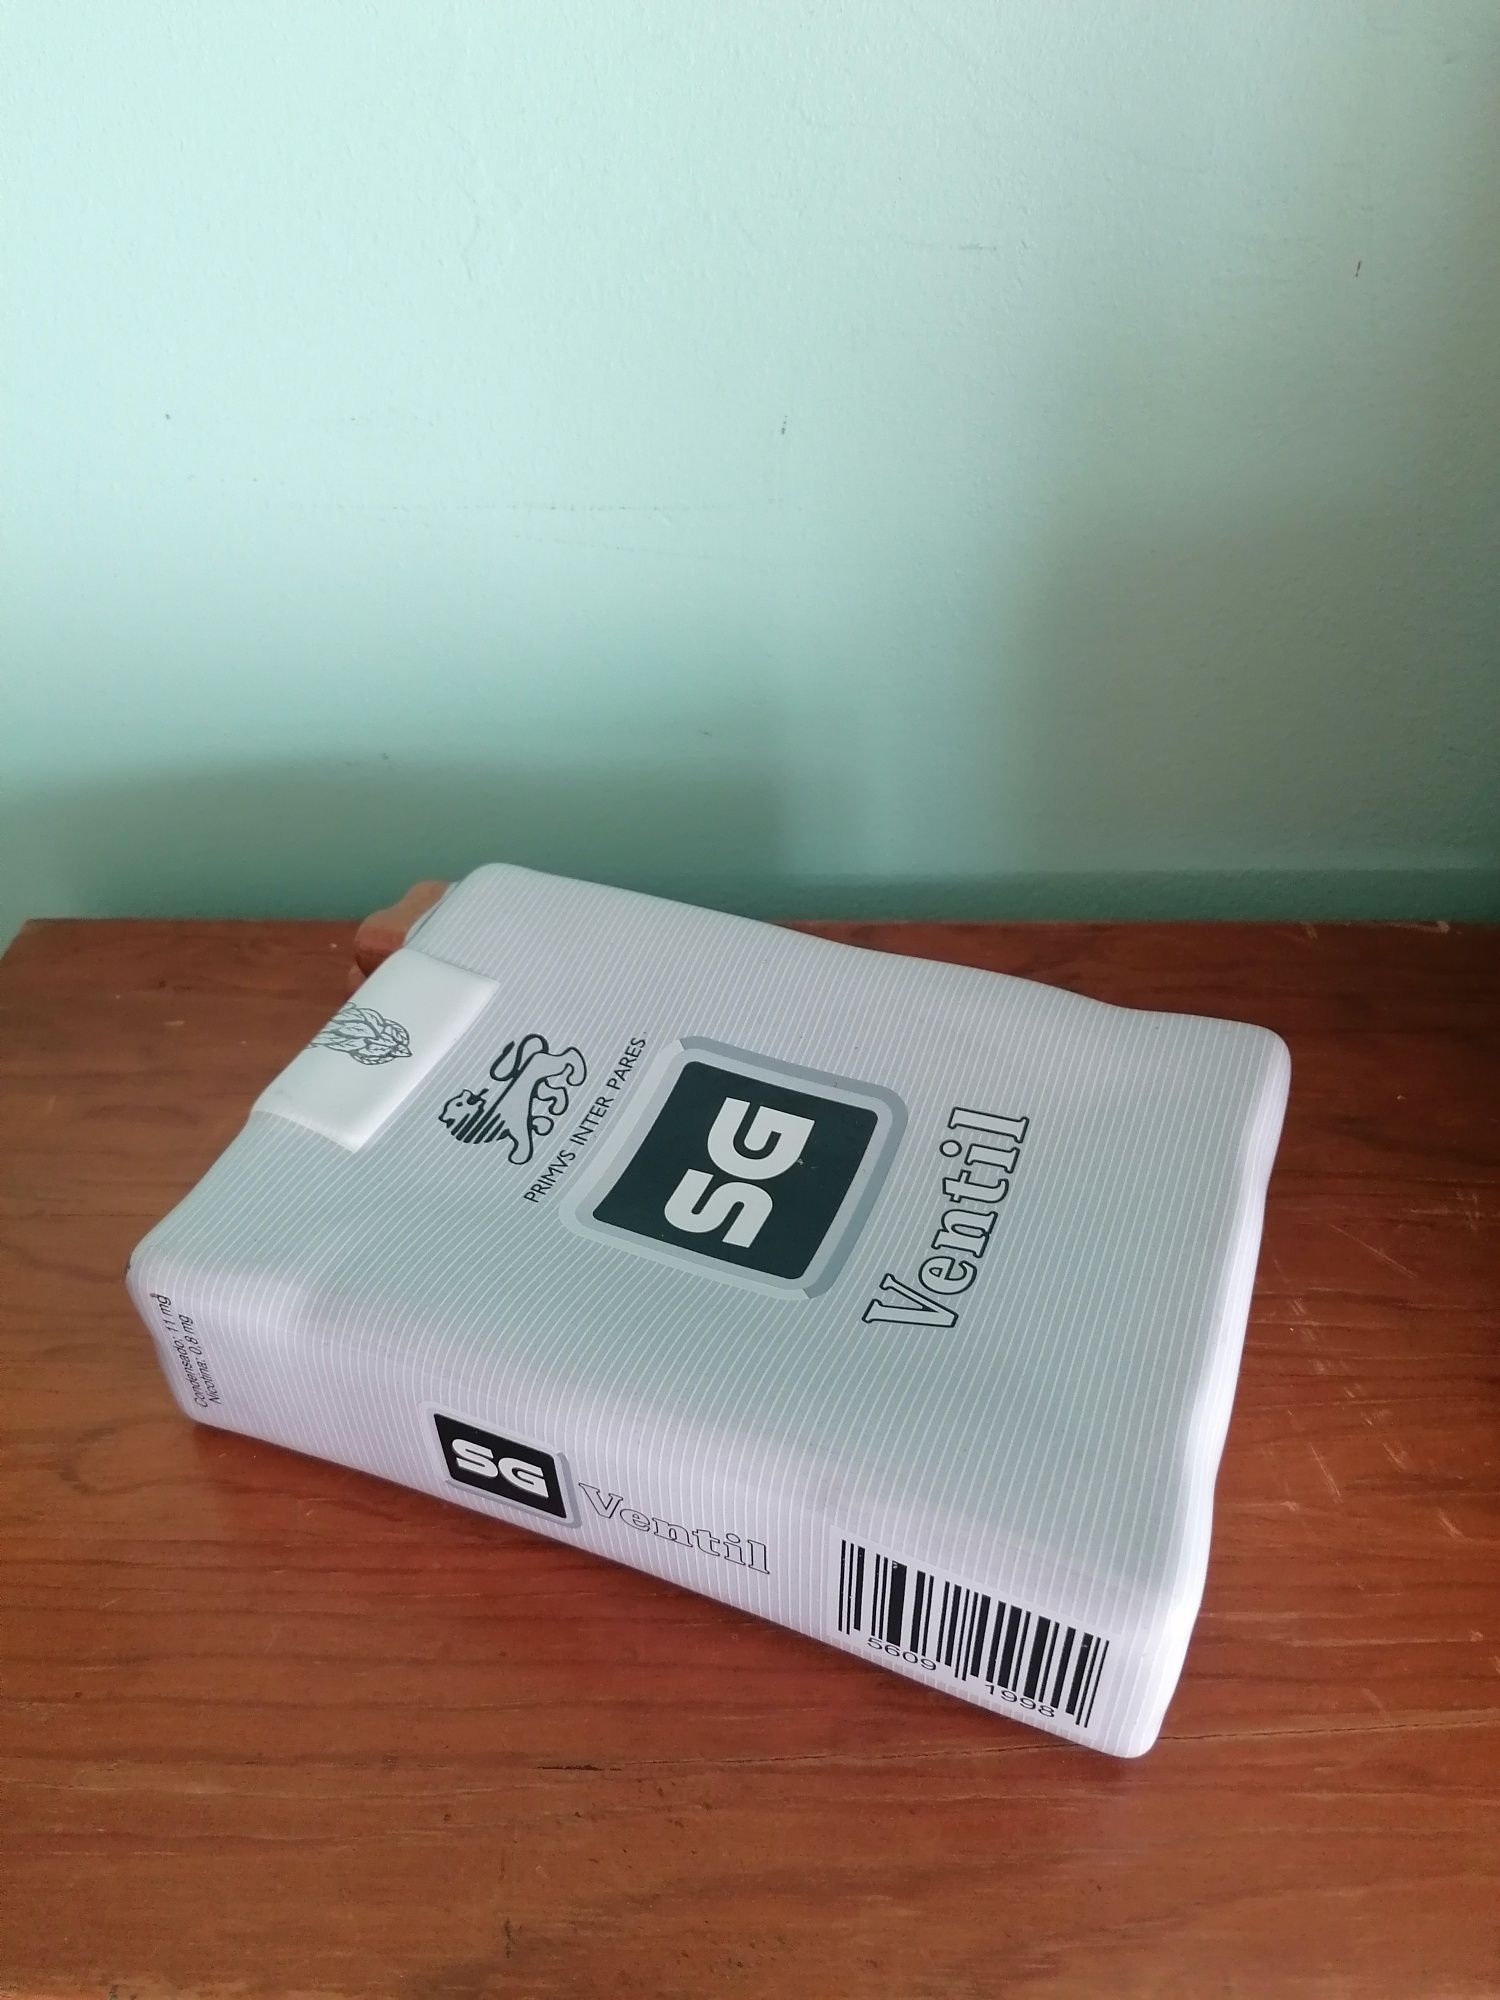 PRIMVS INTER PARES
SG
Ventil
Condensado: 11 mg
Nicotina: 0,8 mg
SG
Ventil
5609 1998